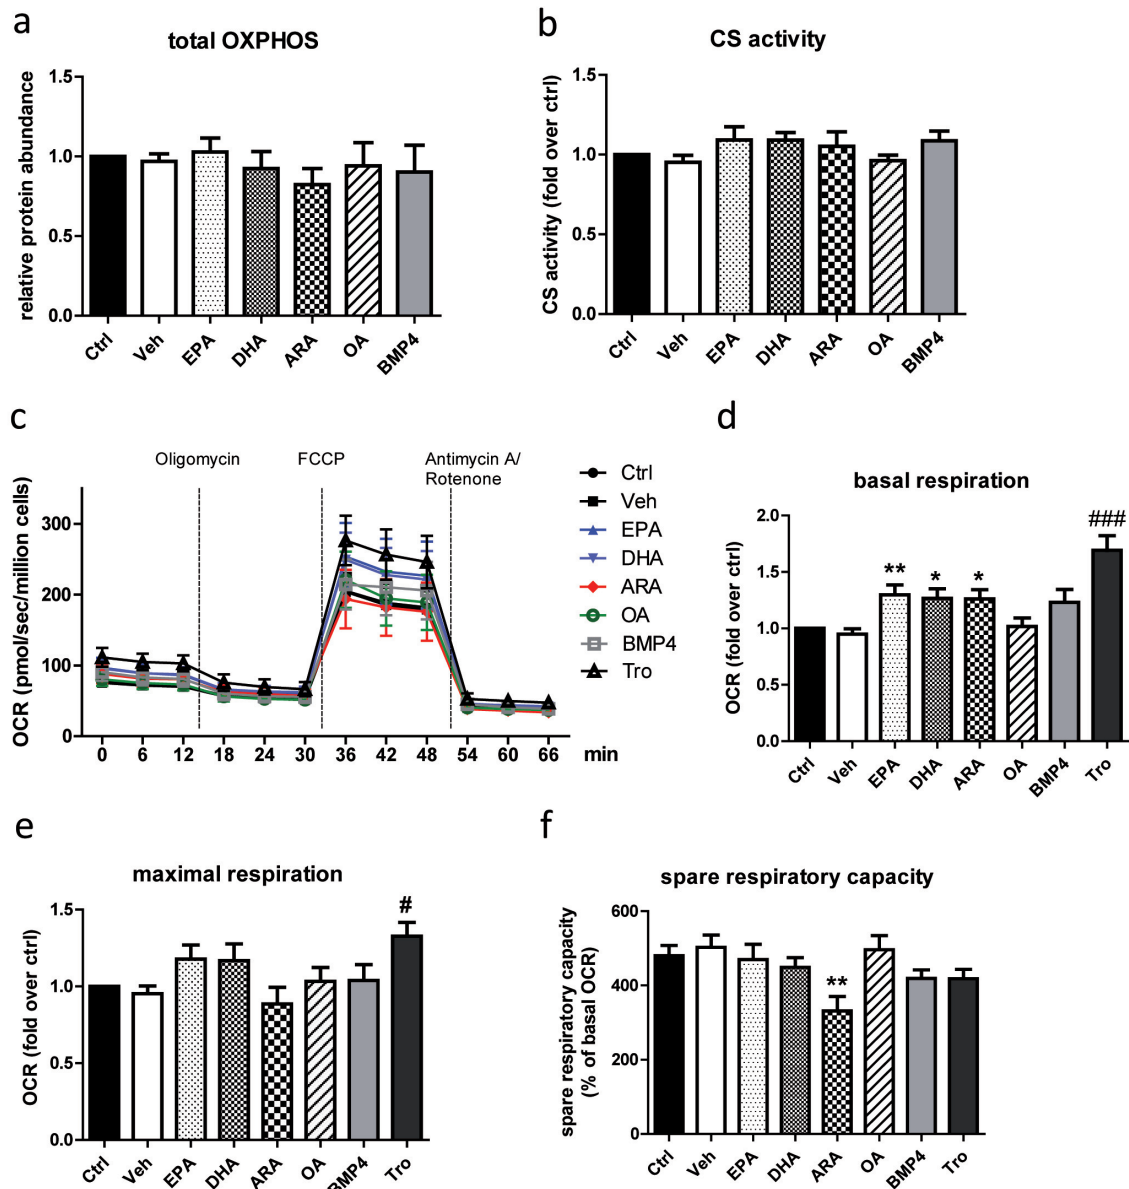 a
total OXPHOS
relative protein abundance
1.5
1.0
0.5
0.0
Ctrl
Veh
EPA
DHA
ARA
OA
BMP4
b
CS activity
CS activity (fold over ctrl)
1.5
1.0
0.5
0.0
Ctrl
Veh
EPA
DHA
ARA
OA
BMP4
c
Oligomycin
FCCP
Antimycin A/
Rotenone
OCR (pmol/sec/million cells)
300
200
100
0
0 6 12 18 24 30 36 42 48 54 60 66 min
Ctrl
Veh
EPA
DHA
ARA
OA
BMP4
Tro
d
basal respiration
OCR (fold over ctrl)
2.0
1.5
1.0
0.5
0.0
** * * ###
Ctrl
Veh
EPA
DHA
ARA
OA
BMP4
Tro
e
maximal respiration
OCR (fold over ctrl)
1.5
1.0
0.5
0.0
#
Ctrl
Veh
EPA
DHA
ARA
OA
BMP4
Tro
f
spare respiratory capacity
spare respiratory capacity
(% of basal OCR)
600
400
200
0
**
Ctrl
Veh
EPA
DHA
ARA
OA
BMP4
Tro